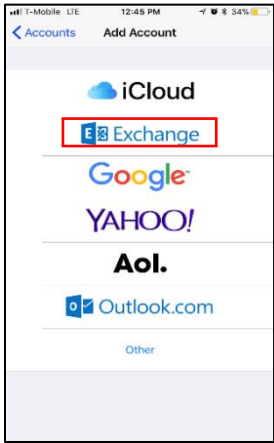 T-Mobile LTE 12:45 PM 34%
Accounts Add Account
iCloud
Exchange
Google
YAHOO!
Aol.
Outlook.com
Other